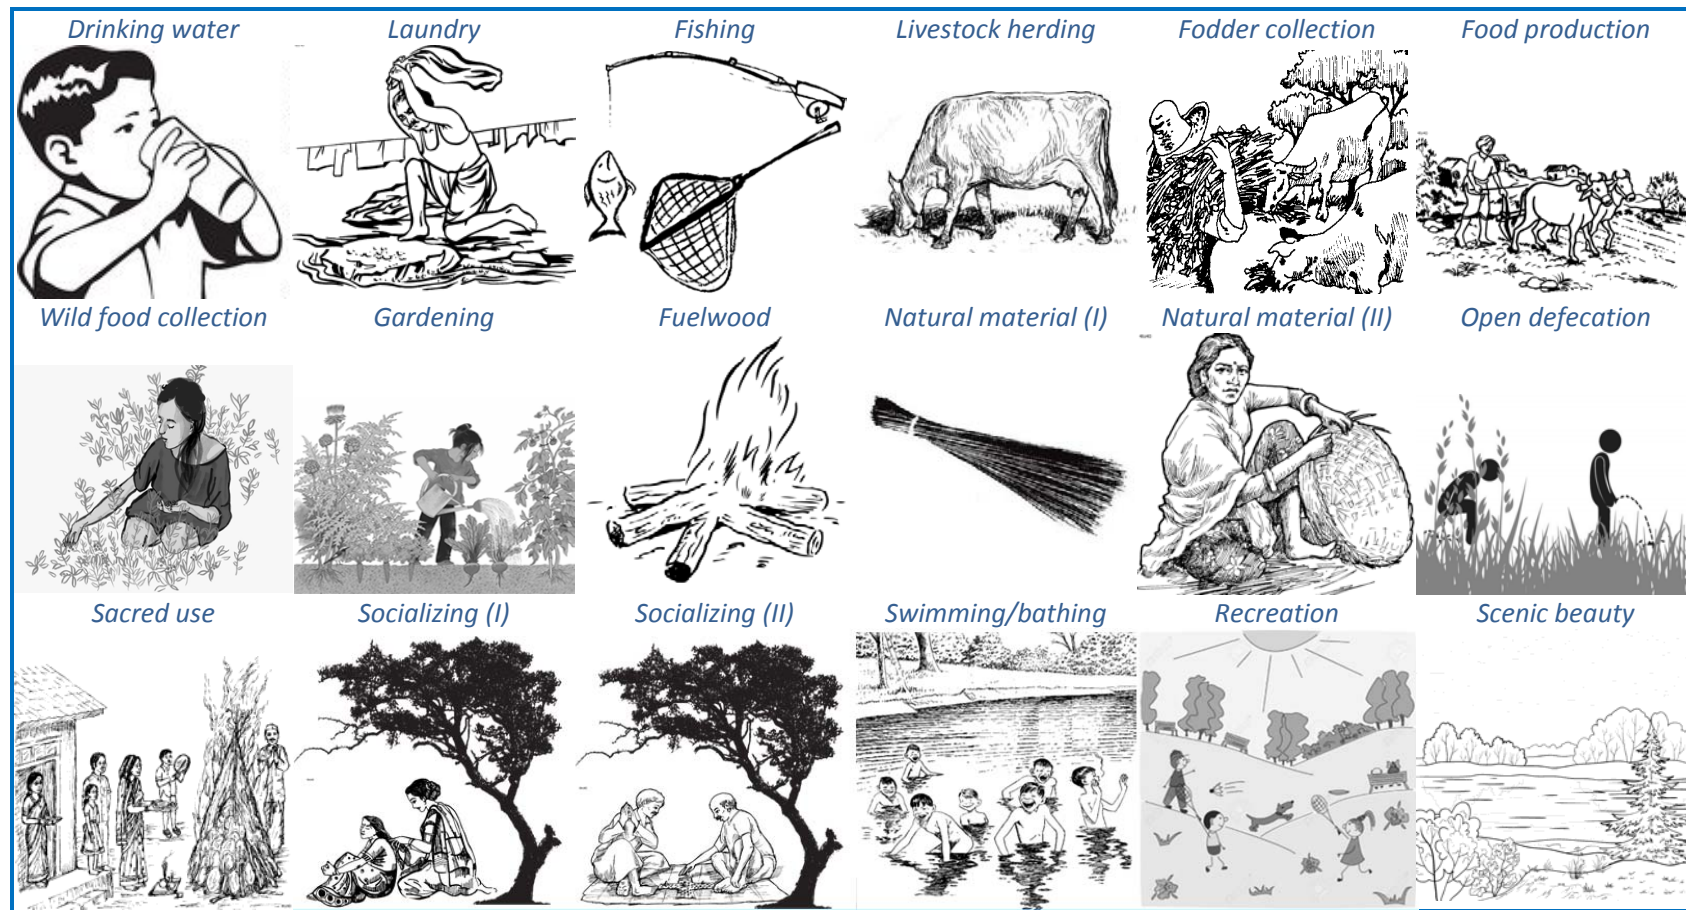 Drinking water
Laundry
Fishing
Livestock herding
Fodder collection
Food production
Wild food collection
Gardening
Fuelwood
Natural material (I)
Natural material (II)
Open defecation
Sacred use
Socializing (I)
Socializing (II)
Swimming/bathing
Recreation
Scenic beauty